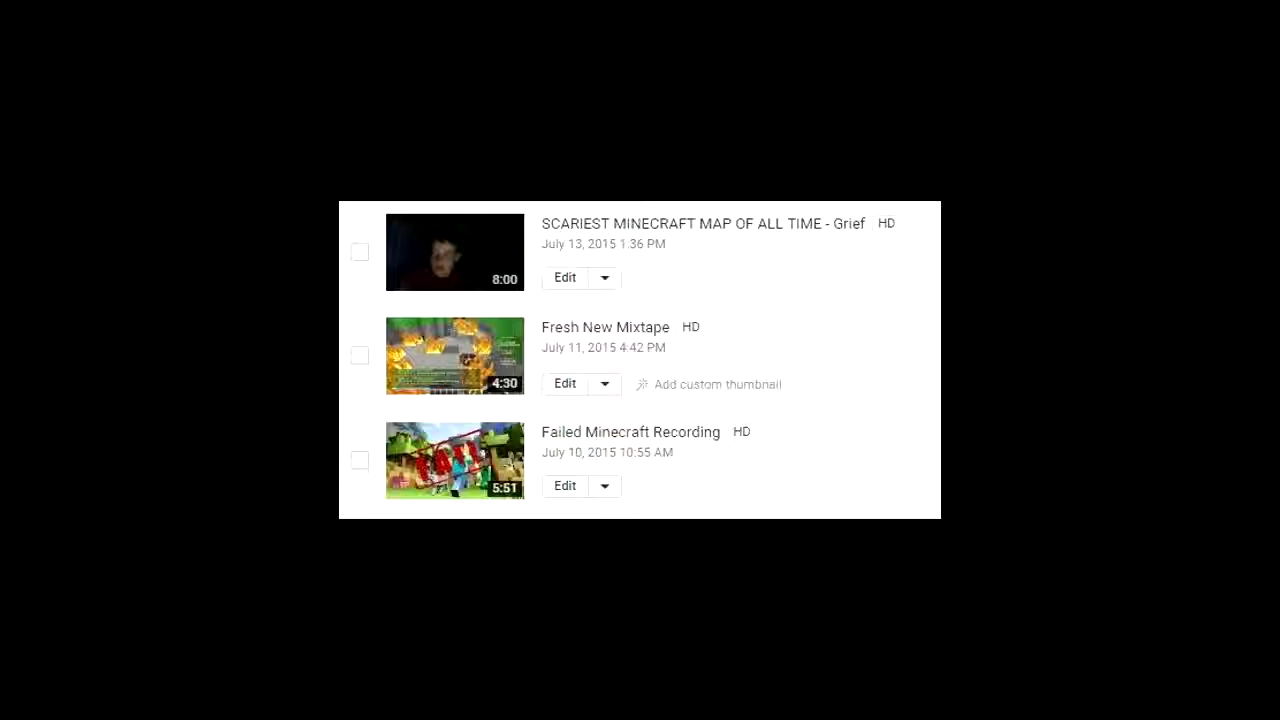 SCARIEST MINECRAFT MAP OF ALL TIME - Grief HD
July 13, 2015 1:36 PM
8:00
Edit
Fresh New Mixtape HD
July 11, 2015 4:42 PM
4:30
Edit Add custom thumbnail
Failed Minecraft Recording HD
July 10, 2015 10:55 AM
5:51
Edit